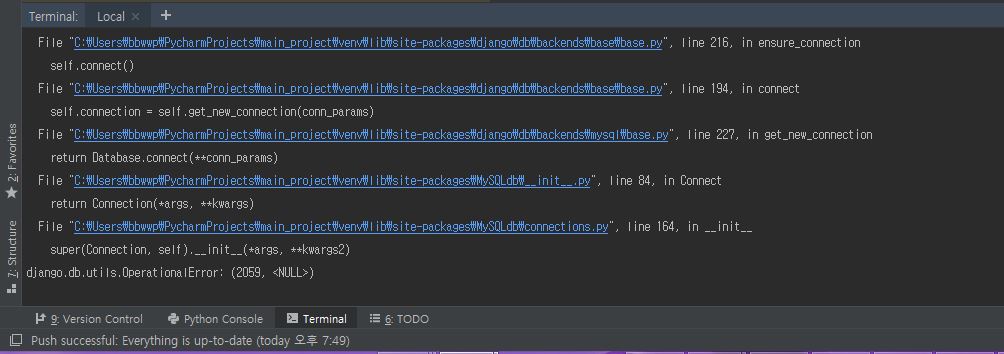 Terminal: Local × +
File "C:₩Users₩bbwwp₩PycharmProjects₩main_project₩venv₩lib₩site-packages₩django₩db₩backends₩base₩base.py", line 216, in ensure_connection
self.connect()
File "C:₩Users₩bbwwp₩PycharmProjects₩main_project₩venv₩lib₩site-packages₩django₩db₩backends₩base₩base.py", line 194, in connect
self.connection = self.get_new_connection(conn_params)
File "C:₩Users₩bbwwp₩PycharmProjects₩main_project₩venv₩lib₩site-packages₩django₩db₩backends₩mysql₩base.py", line 227, in get_new_connection
return Database.connect(**conn_params)
File "C:₩Users₩bbwwp₩PycharmProjects₩main_project₩venv₩lib₩site-packages₩MySQLdb₩__init__.py", line 84, in Connect
return Connection(*args, **kwargs)
File "C:₩Users₩bbwwp₩PycharmProjects₩main_project₩venv₩lib₩site-packages₩MySQLdb₩connections.py", line 164, in __init__
super(Connection, self).__init__(*args, **kwargs2)
django.db.utils.OperationalError: (2059, <NULL>)
2: Favorites
7: Structure
9: Version Control Python Console Terminal 6: TODO
Push successful: Everything is up-to-date (today 오후 7:49)